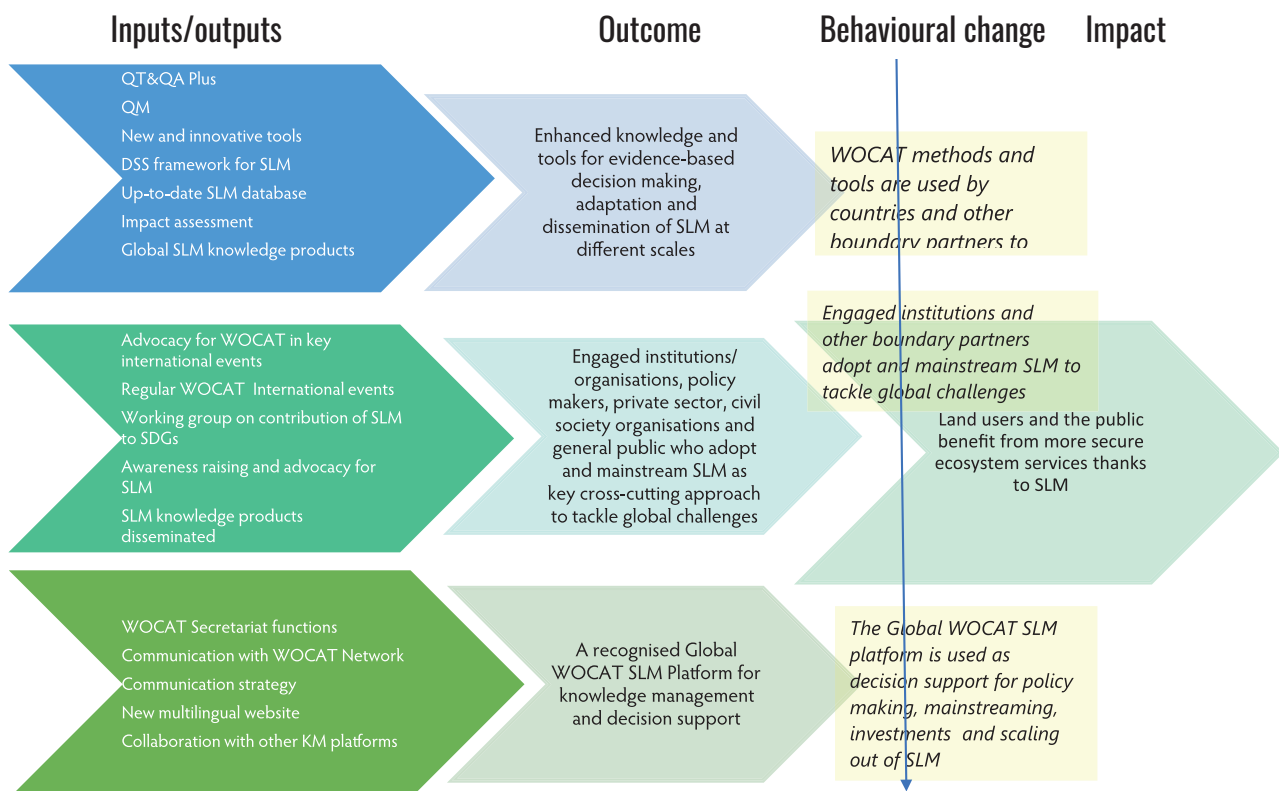 Inputs/outputs
Outcome
Behavioural change
Impact
QT&QA Plus
QM
New and innovative tools
DSS framework for SLM
Up-to-date SLM database
Impact assessment
Global SLM knowledge products
Enhanced knowledge and
tools for evidence-based
decision making,
adaptation and
dissemination of SLM at
different scales
WOCAT methods and
tools are used by
countries and other
boundary partners to
Advocacy for WOCAT in key
international events
Regular WOCAT International events
Working group on contribution of SLM
to SDGs
Awareness raising and advocacy for
SLM
SLM knowledge products
disseminated
Engaged institutions/
organisations, policy
makers, private sector, civil
society organisations and
general public who adopt
and mainstream SLM as
key cross-cutting approach
to tackle global challenges
Engaged institutions and
other boundary partners
adopt and mainstream SLM to
tackle global challenges
Land users and the public
benefit from more secure
ecosystem services thanks
to SLM
WOCAT Secretariat functions
Communication with WOCAT Network
Communication strategy
New multilingual website
Collaboration with other KM platforms
A recognised Global
WOCAT SLM Platform for
knowledge management
and decision support
The Global WOCAT SLM
platform is used as
decision support for policy
making, mainstreaming,
investments and scaling
out of SLM